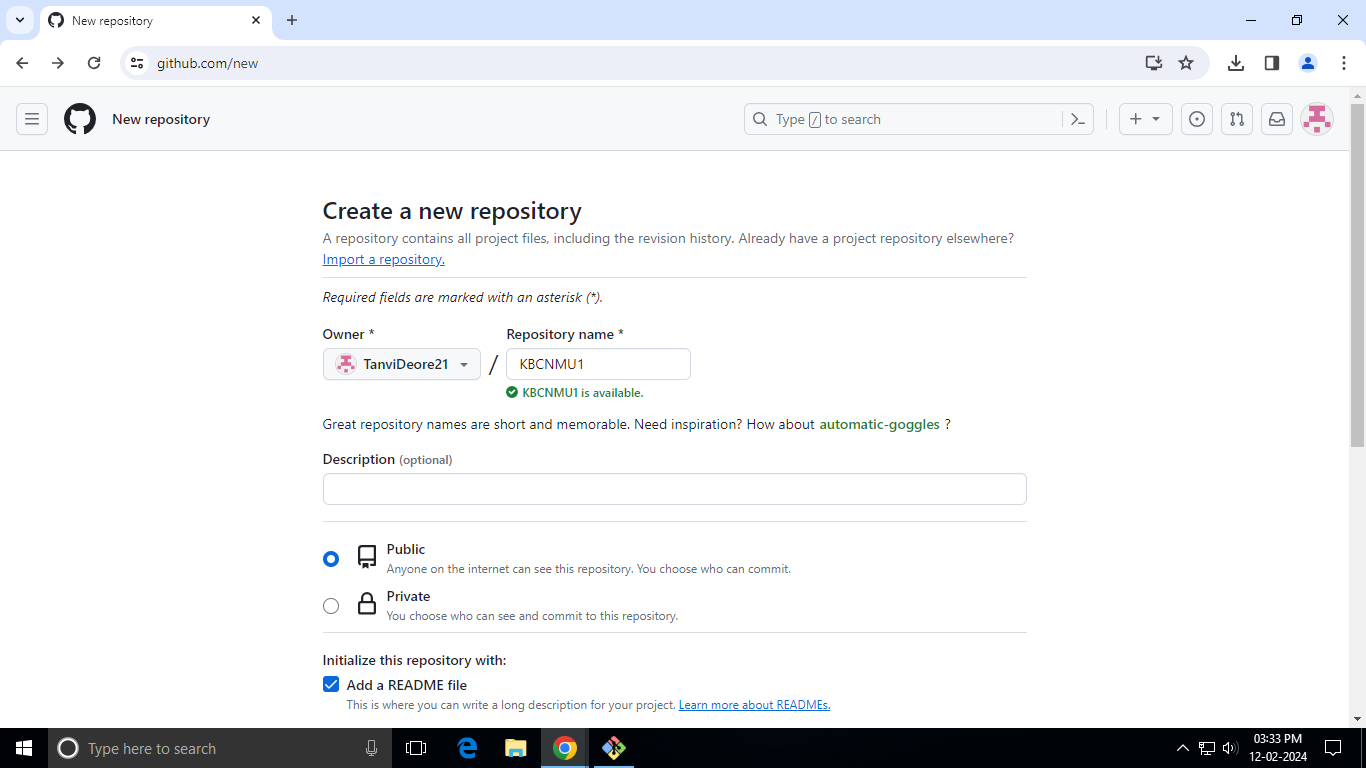 New repository
github.com/new
New repository
Type / to search
Create a new repository
A repository contains all project files, including the revision history. Already have a project repository elsewhere?
Import a repository.
Required fields are marked with an asterisk (*).
Owner * Repository name *
TanviDeore21 / KBCNMU1
KBCNMU1 is available.
Great repository names are short and memorable. Need inspiration? How about automatic-goggles ?
Description (optional)
Public
Anyone on the internet can see this repository. You choose who can commit.
Private
You choose who can see and commit to this repository.
Initialize this repository with:
Add a README file
This is where you can write a long description for your project. Learn more about READMEs.
Type here to search
03:33 PM
12-02-2024